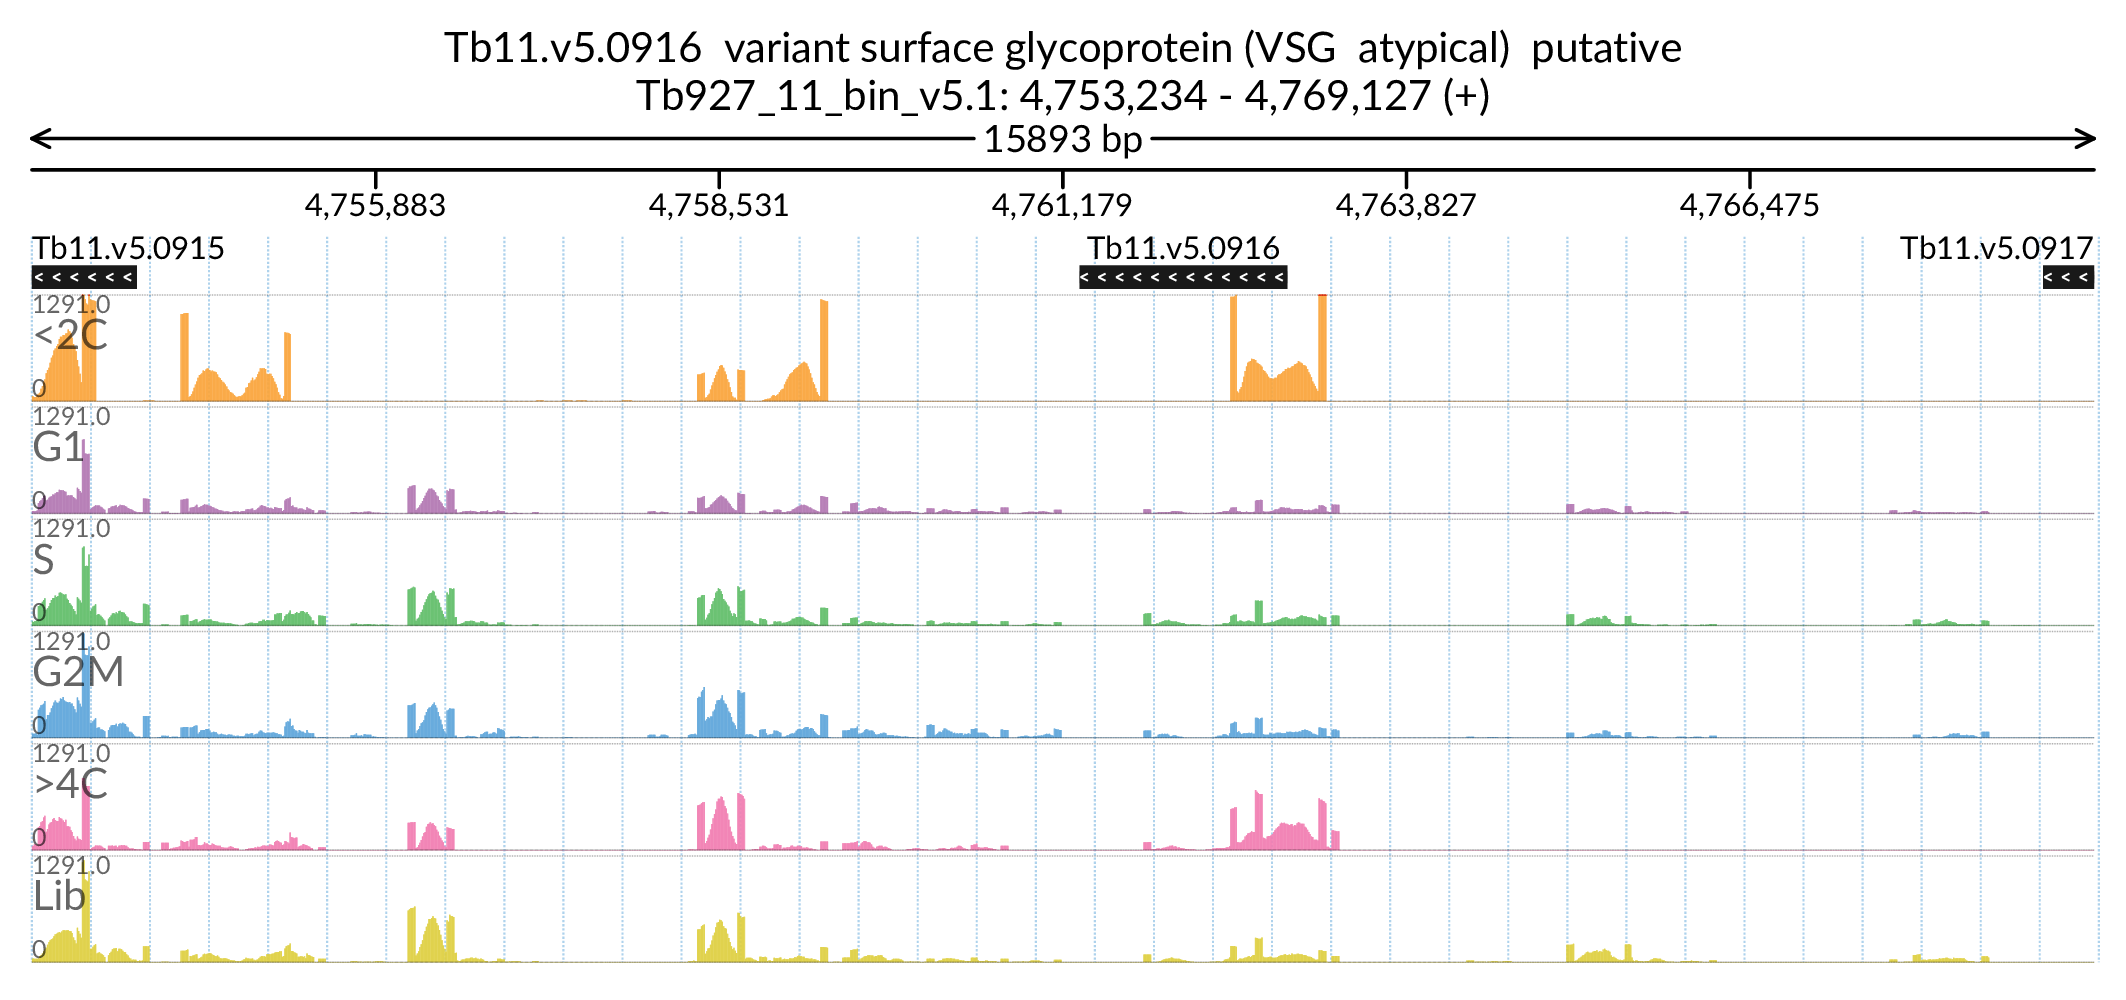 Tb11.v5.0916 variant surface glycoprotein (VSG atypical) putative
Tb927_11_bin_v5.1: 4,753,234 - 4,769,127 (+)
15893 bp
4,755,883 4,758,531 4,761,179 4,763,827 4,766,475
Tb11.v5.0915 Tb11.v5.0916 Tb11.v5.0917
< < < < < < < < < < < < < < < < < < < < <
1291.0
<2C
0
1291.0
G1
0
1291.0
S
0
1291.0
G2M
0
1291.0
>4C
0
1291.0
Lib
0